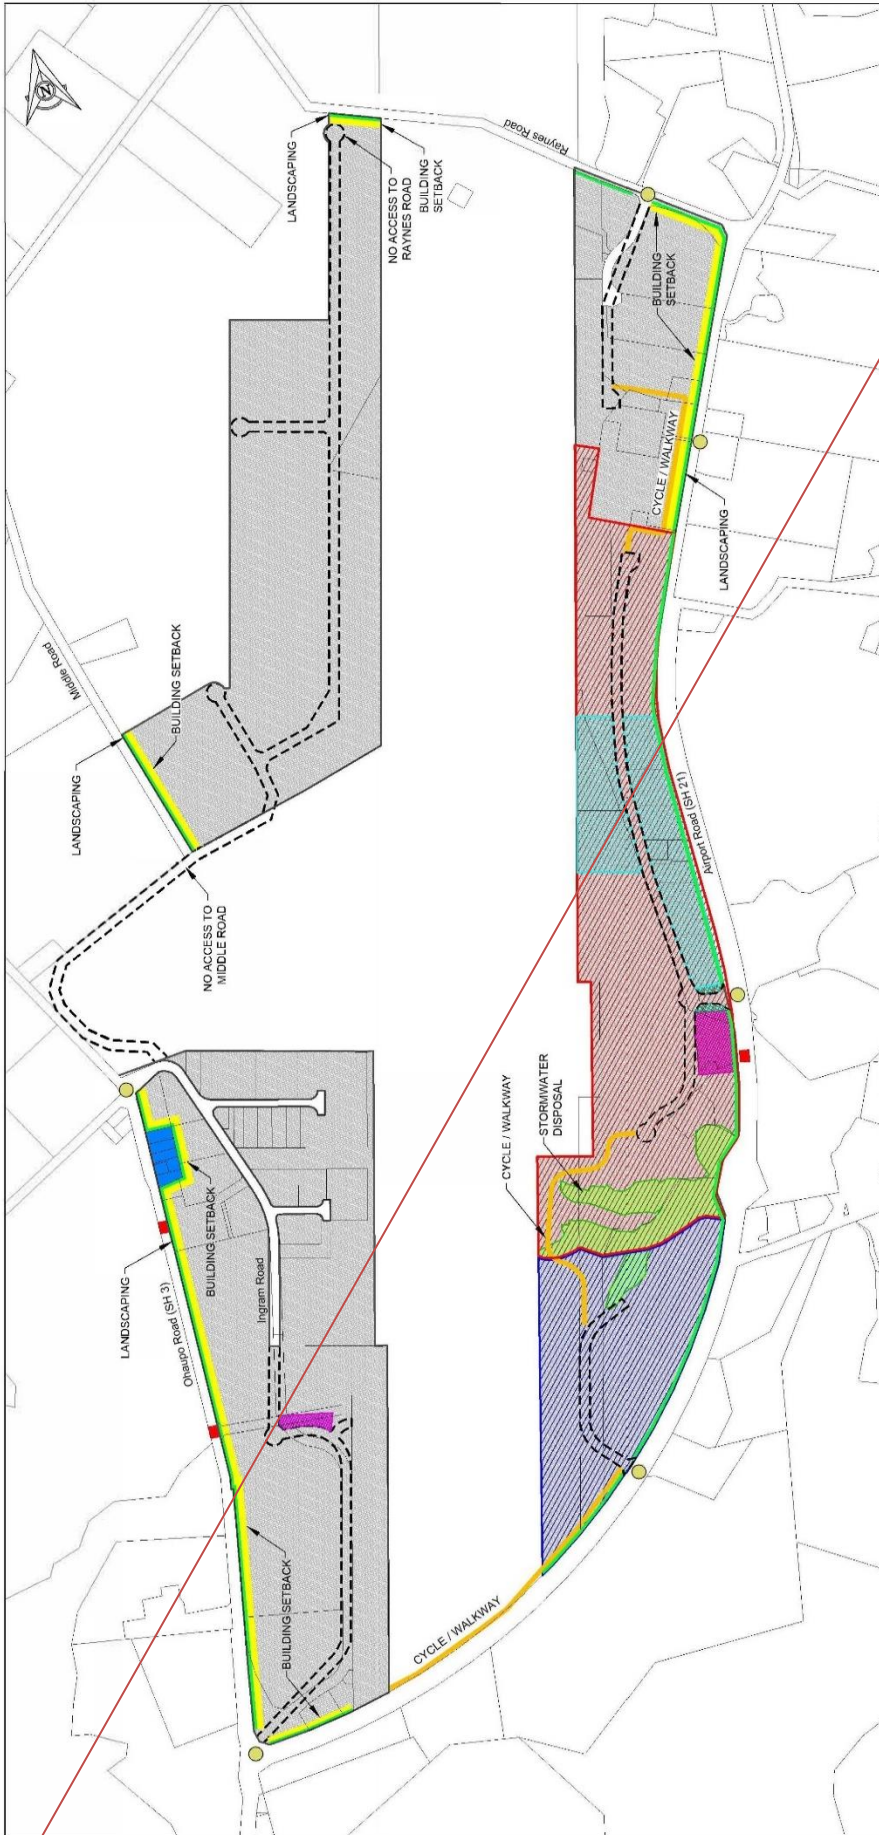 N
LANDSCAPING
NO ACCESS TO
RAYNES ROAD
BUILDING
SETBACK
Raynes Road
BUILDING
SETBACK
CYCLE / WALKWAY
LANDSCAPING
Middle Road
BUILDING SETBACK
LANDSCAPING
NO ACCESS TO
MIDDLE ROAD
Airport Road (SH 21)
CYCLE / WALKWAY
STORMWATER
DISPOSAL
BUILDING SETBACK
LANDSCAPING
Ohaupo Road (SH 3)
Ingram Road
BUILDING SETBACK
CYCLE / WALKWAY